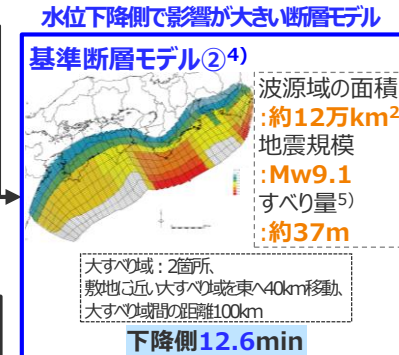 水位下降側で影響が大きい断層モデル
基準断層モデル②4)
波源域の面積
:約12万km2
地震規模
:Mw9.1
すべり量5)
:約37m
大すべり域：2箇所、
敷地に近い大すべり域を東へ40km移動、
大すべり域間の距離100km
下降側12.6min